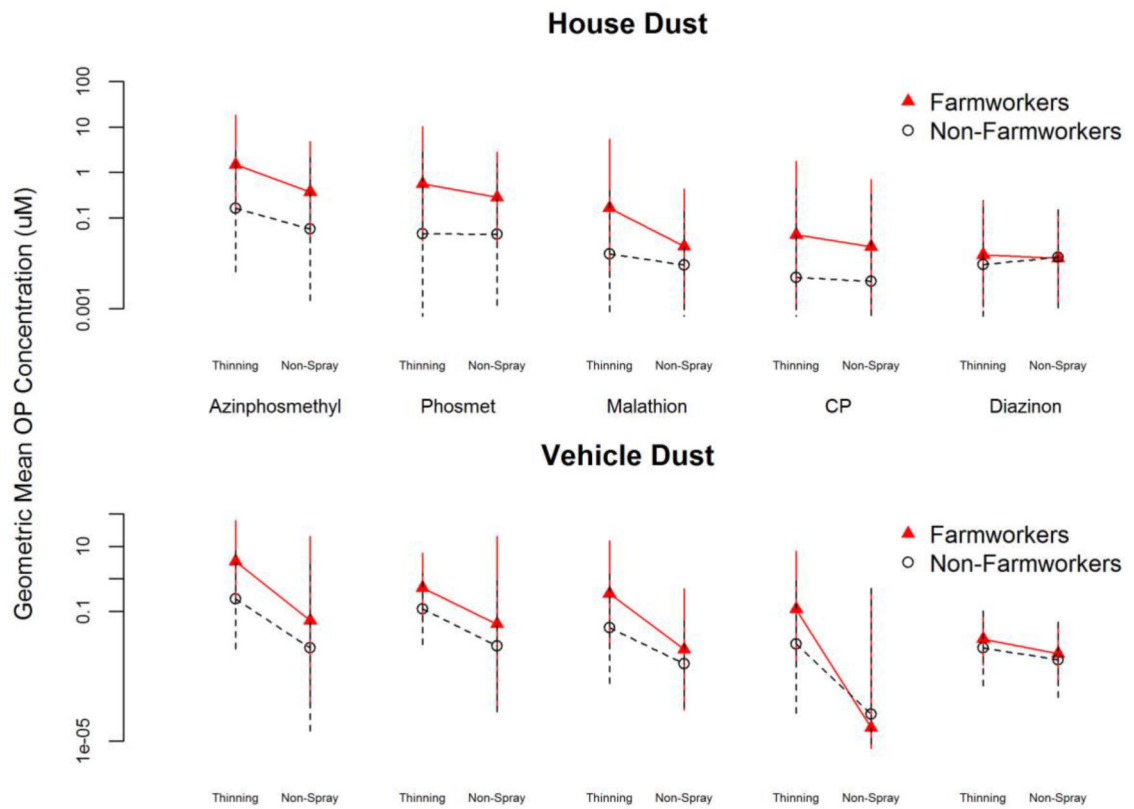 House Dust
Geometric Mean OP Concentration (uM)
100
10
1
0.1
0.001
Farmworkers
Non-Farmworkers
Thinning Non-Spray Thinning Non-Spray Thinning Non-Spray Thinning Non-Spray Thinning Non-Spray
Azinphosmethyl Phosmet Malathion CP Diazinon
Vehicle Dust
10
0.1
1e-05
Farmworkers
Non-Farmworkers
Thinning Non-Spray Thinning Non-Spray Thinning Non-Spray Thinning Non-Spray Thinning Non-Spray